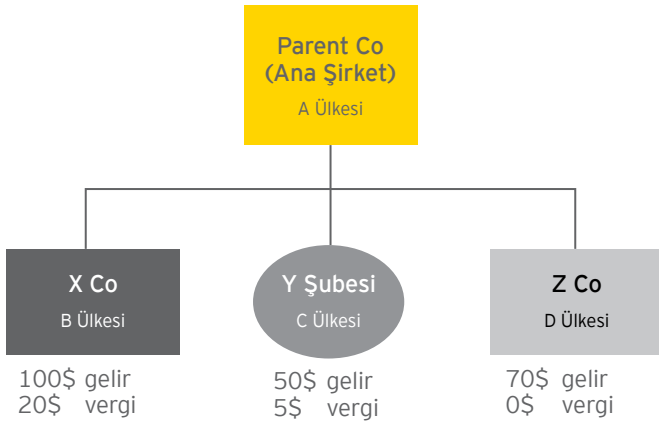 Parent Co
(Ana Şirket)
A Ülkesi
X Co
B Ülkesi
Y Şubesi
C Ülkesi
Z Co
D Ülkesi
100$ gelir
20$ vergi
50$ gelir
5$ vergi
70$ gelir
0$ vergi